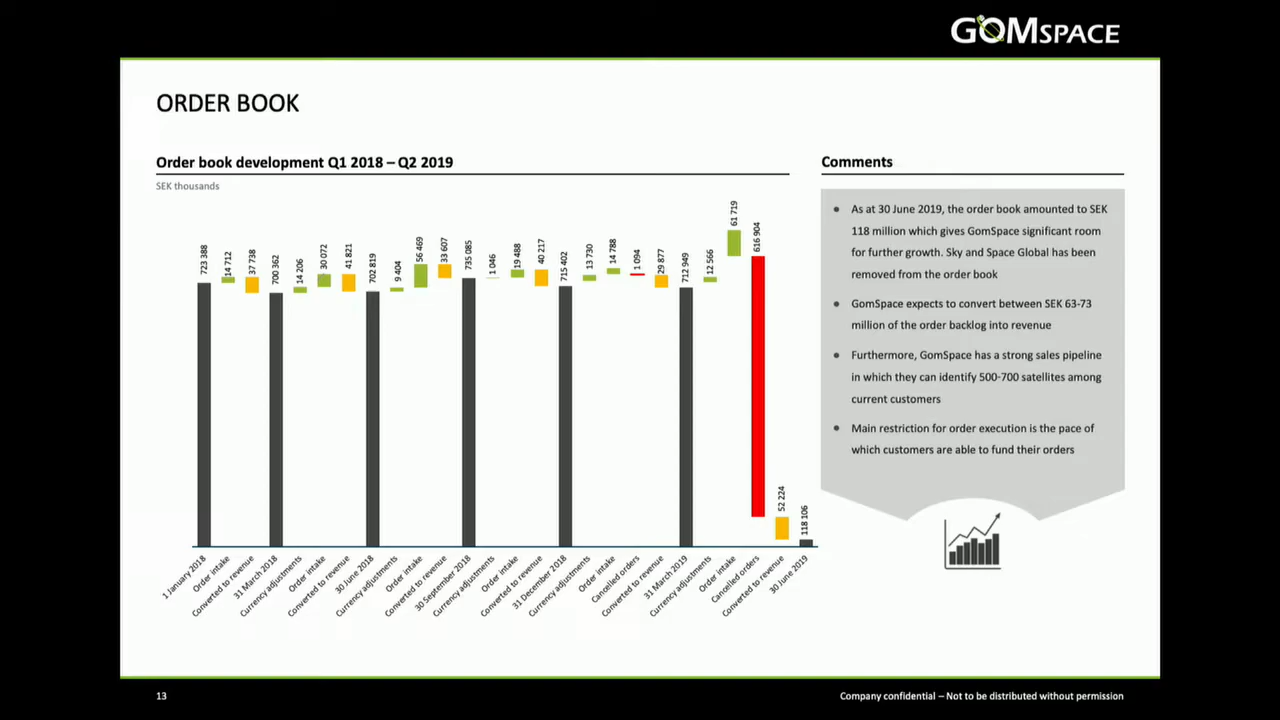 GOMSPACE
ORDER BOOK
Order book development Q1 2018 – Q2 2019
SEK thousands
723 388
14 712
37 738
700 362
14 206
30 072
41 821
702 819
9 404
56 469
33 607
735 085
1 046
19 488
40 217
715 402
13 730
14 788
1 094
29 877
712 949
12 566
61 719
616 904
52 224
118 106
1 January 2018
Order intake
Converted to revenue
31 March 2018
Currency adjustments
Order intake
Converted to revenue
30 June 2018
Currency adjustments
Order intake
Converted to revenue
30 September 2018
Currency adjustments
Order intake
Converted to revenue
31 December 2018
Currency adjustments
Order intake
Cancelled orders
Converted to revenue
31 March 2019
Currency adjustments
Order intake
Cancelled orders
Converted to revenue
30 June 2019
Comments
• As at 30 June 2019, the order book amounted to SEK
118 million which gives GomSpace significant room
for further growth. Sky and Space Global has been
removed from the order book
• GomSpace expects to convert between SEK 63-73
million of the order backlog into revenue
• Furthermore, GomSpace has a strong sales pipeline
in which they can identify 500-700 satellites among
current customers
• Main restriction for order execution is the pace of
which customers are able to fund their orders
13
Company confidential – Not to be distributed without permission